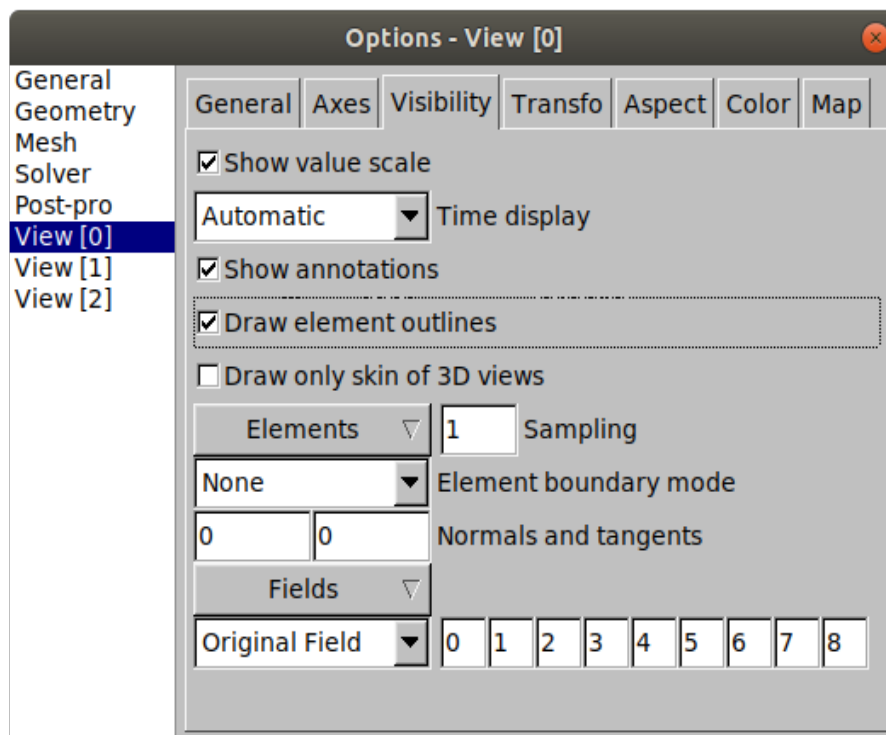 Options - View [0]
General
Geometry
Mesh
Solver
Post-pro
View [0]
View [1]
View [2]
General Axes Visibility Transfo Aspect Color Map
Show value scale
Automatic Time display
Show annotations
Draw element outlines
Draw only skin of 3D views
Elements 1 Sampling
None Element boundary mode
0 0 Normals and tangents
Fields
Original Field 0 1 2 3 4 5 6 7 8